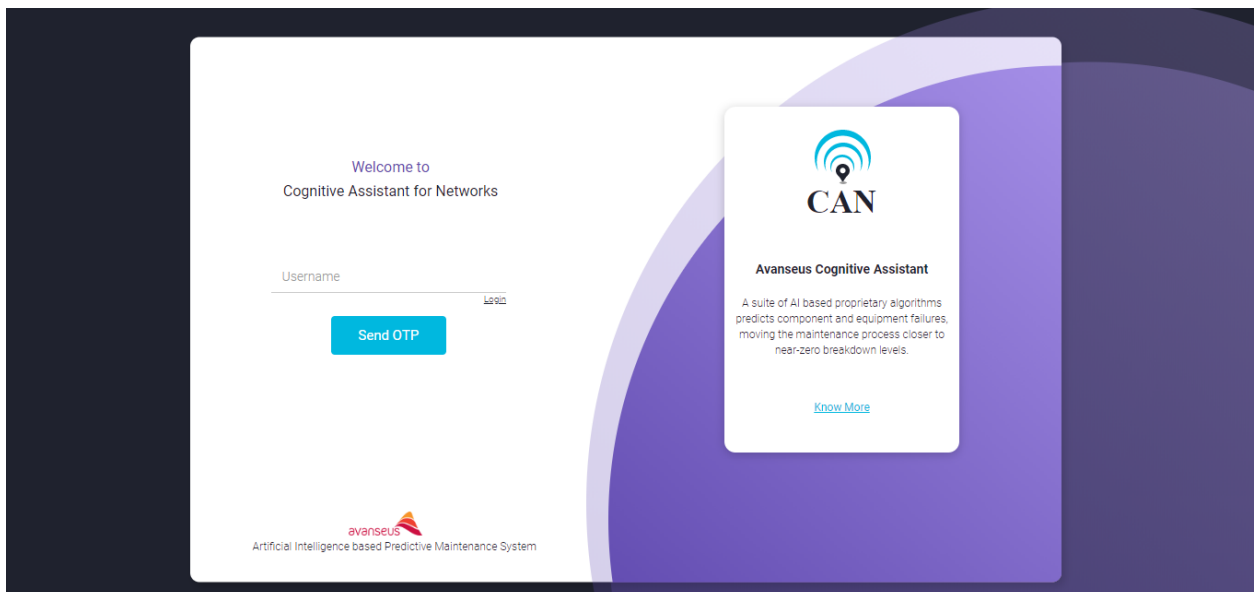 Welcome to
Cognitive Assistant for Networks
Username
Login
Send OTP
avanseus
Artificial Intelligence based Predictive Maintenance System
CAN
Avanseus Cognitive Assistant
A suite of AI based proprietary algorithms
predicts component and equipment failures,
moving the maintenance process closer to
near-zero breakdown levels.
Know More